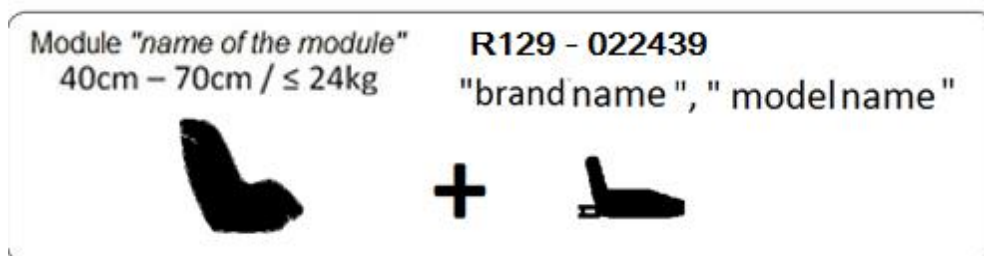 Module "name of the module"
40cm – 70cm / ≤ 24kg
R129 - 022439
"brand name ", " model name "
+